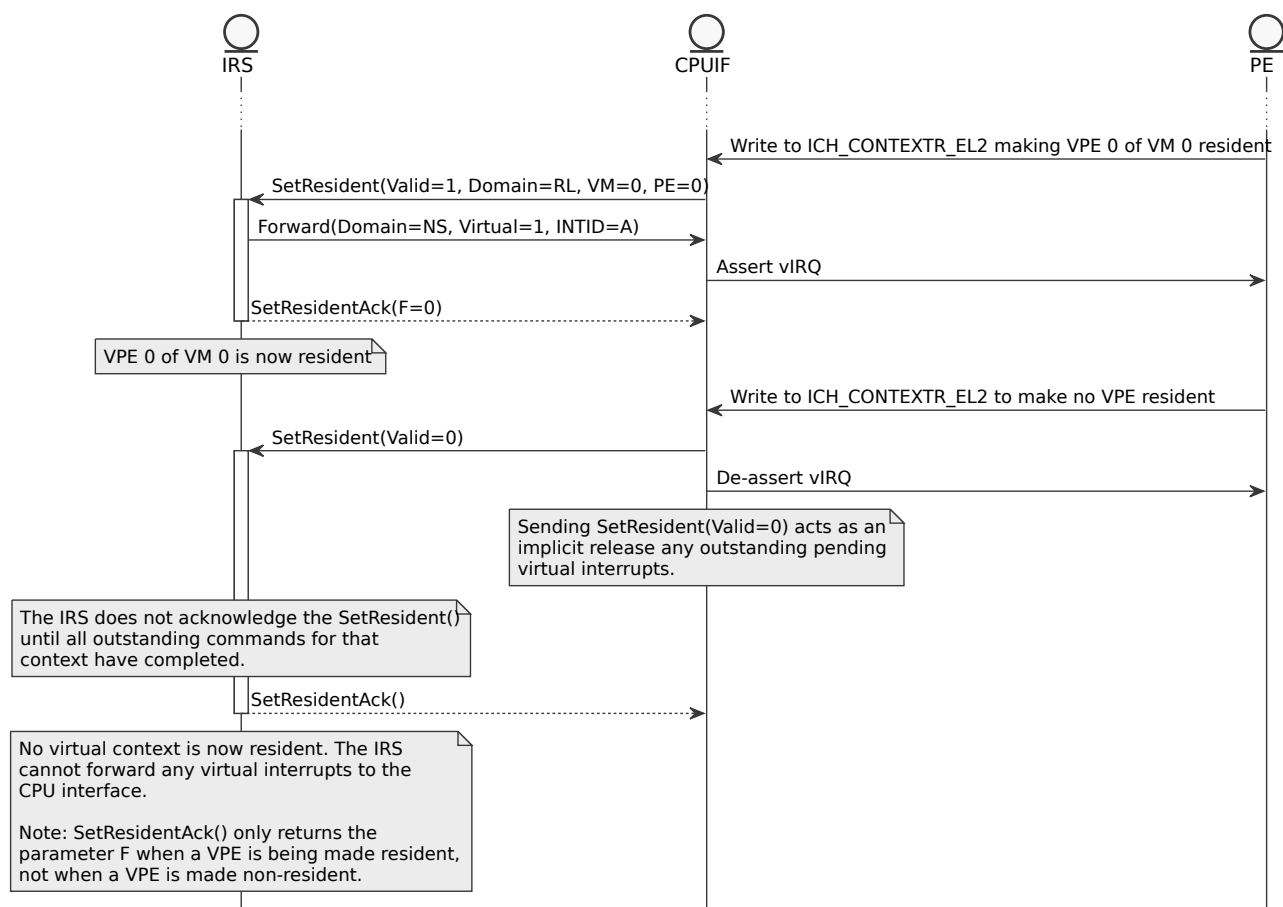 IRS
CPUIF
PE
Write to ICH_CONTEXTR_EL2 making VPE 0 of VM 0 resident
SetResident(Valid=1, Domain=RL, VM=0, PE=0)
Forward(Domain=NS, Virtual=1, INTID=A)
Assert vIRQ
SetResidentAck(F=0)
VPE 0 of VM 0 is now resident
Write to ICH_CONTEXTR_EL2 to make no VPE resident
SetResident(Valid=0)
De-assert vIRQ
Sending SetResident(Valid=0) acts as an
implicit release any outstanding pending
virtual interrupts.
The IRS does not acknowledge the SetResident()
until all outstanding commands for that
context have completed.
SetResidentAck()
No virtual context is now resident. The IRS
cannot forward any virtual interrupts to the
CPU interface.
Note: SetResidentAck() only returns the
parameter F when a VPE is being made resident,
not when a VPE is made non-resident.